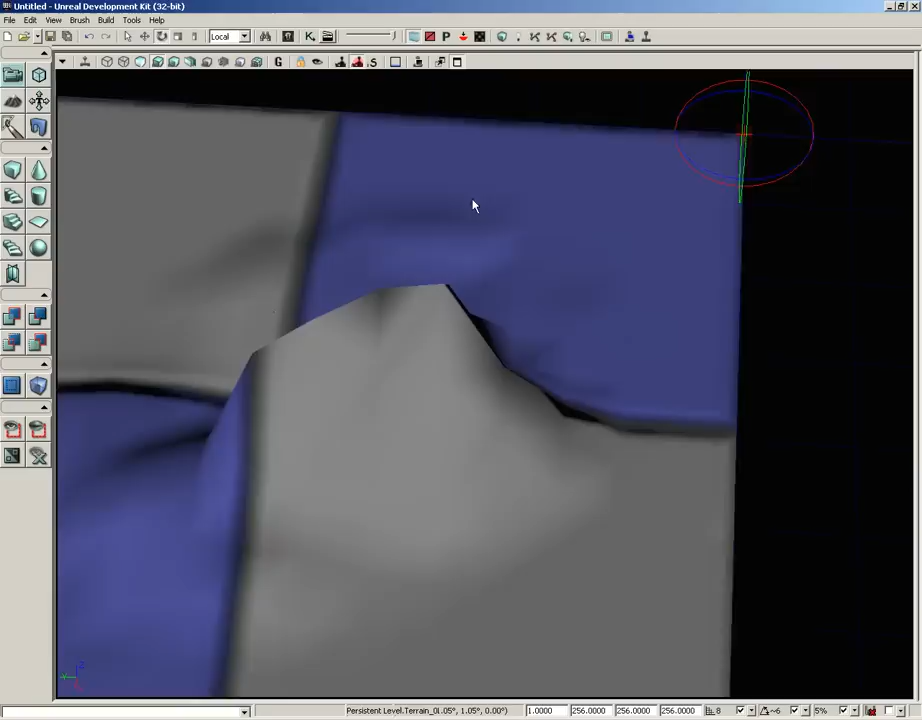 Untitled - Unreal Development Kit (32-bit)
File Edit View Brush Build Tools Help
Local
P
G
S
Persistent Level.Terrain_0(.05°, 1.05°, 0.00°)
1.0000
256.0000
256.0000
256.0000
8
6
5%